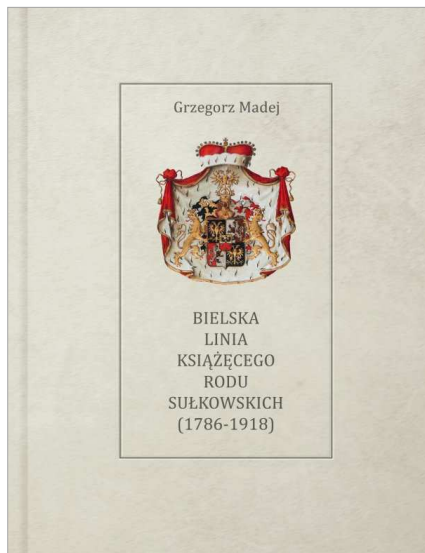 Grzegorz Madej
BIELSKA
LINIA
KSIĄŻĘCEGO
RODU
SUŁKOWSKICH
(1786-1918)